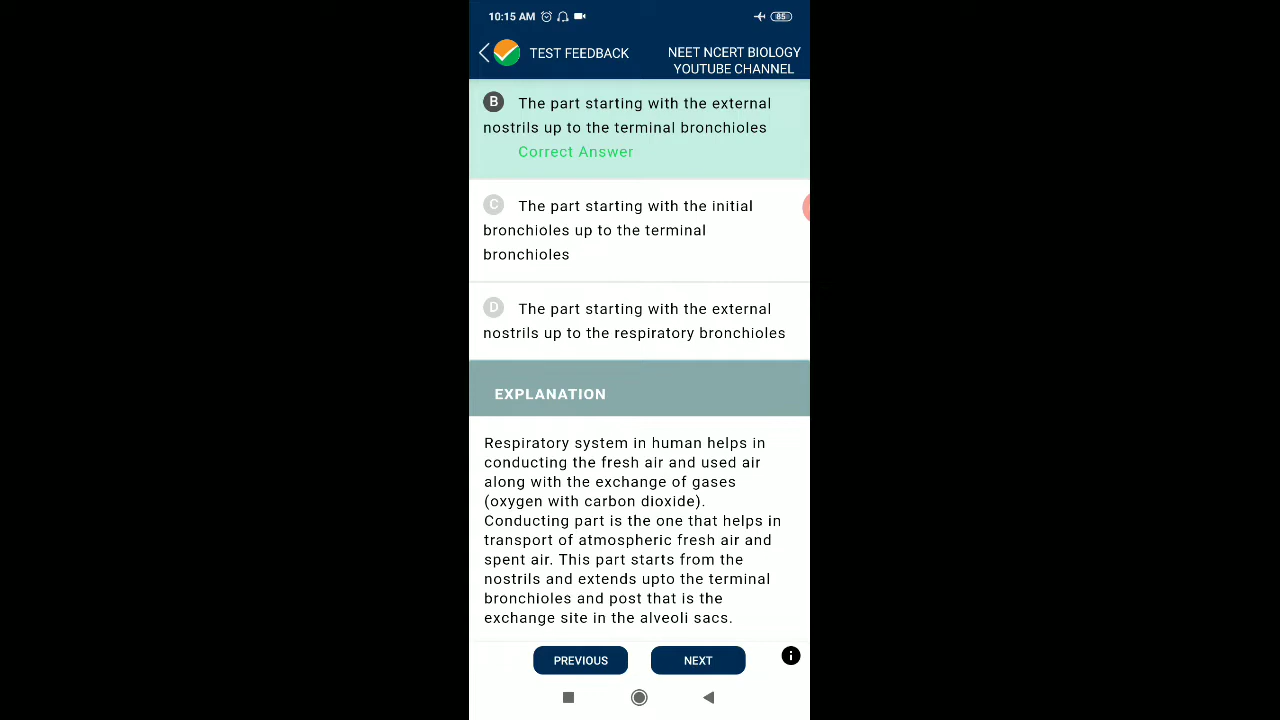 10:15 AM
85
TEST FEEDBACK
NEET NCERT BIOLOGY
YOUTUBE CHANNEL
B The part starting with the external
nostrils up to the terminal bronchioles
Correct Answer
C The part starting with the initial
bronchioles up to the terminal
bronchioles
D The part starting with the external
nostrils up to the respiratory bronchioles
EXPLANATION
Respiratory system in human helps in
conducting the fresh air and used air
along with the exchange of gases
(oxygen with carbon dioxide).
Conducting part is the one that helps in
transport of atmospheric fresh air and
spent air. This part starts from the
nostrils and extends upto the terminal
bronchioles and post that is the
exchange site in the alveoli sacs.
PREVIOUS
NEXT